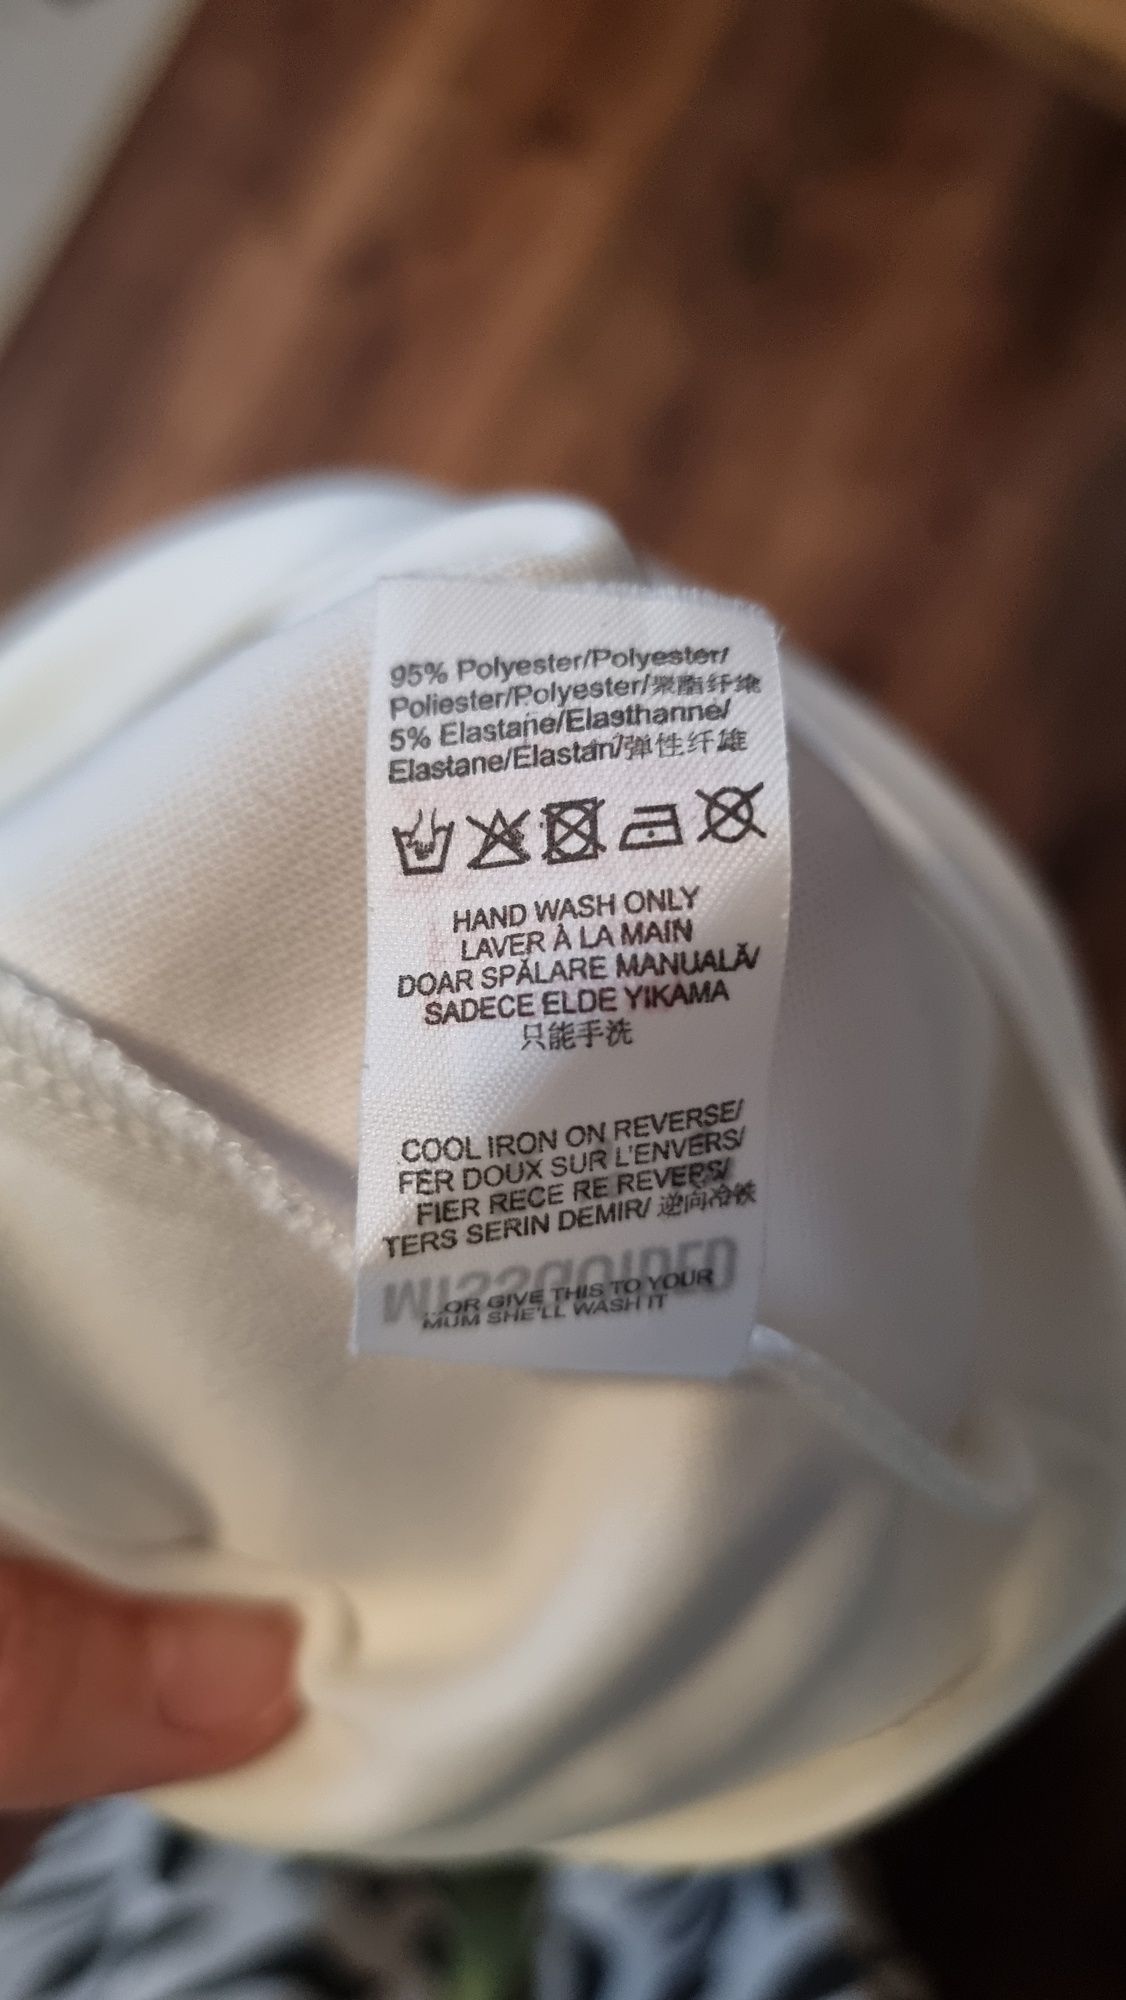 95% Polyester/Polyester/
Poliester/Polyester/聚酯纤维
5% Elastane/Elasthanne/
Elastane/Elastan/弹性纤维
HAND WASH ONLY
LAVER À LA MAIN
DOAR SPĂLARE MANUALĂ/
SADECE ELDE YIKAMA
只能手洗
COOL IRON ON REVERSE/
FER DOUX SUR L'ENVERS/
FIER RECE RE REVERS/
TERS SERIN DEMIR/ 逆向冷铁
MISSGUIDED
...OR GIVE THIS TO YOUR
MUM SHE'LL WASH IT